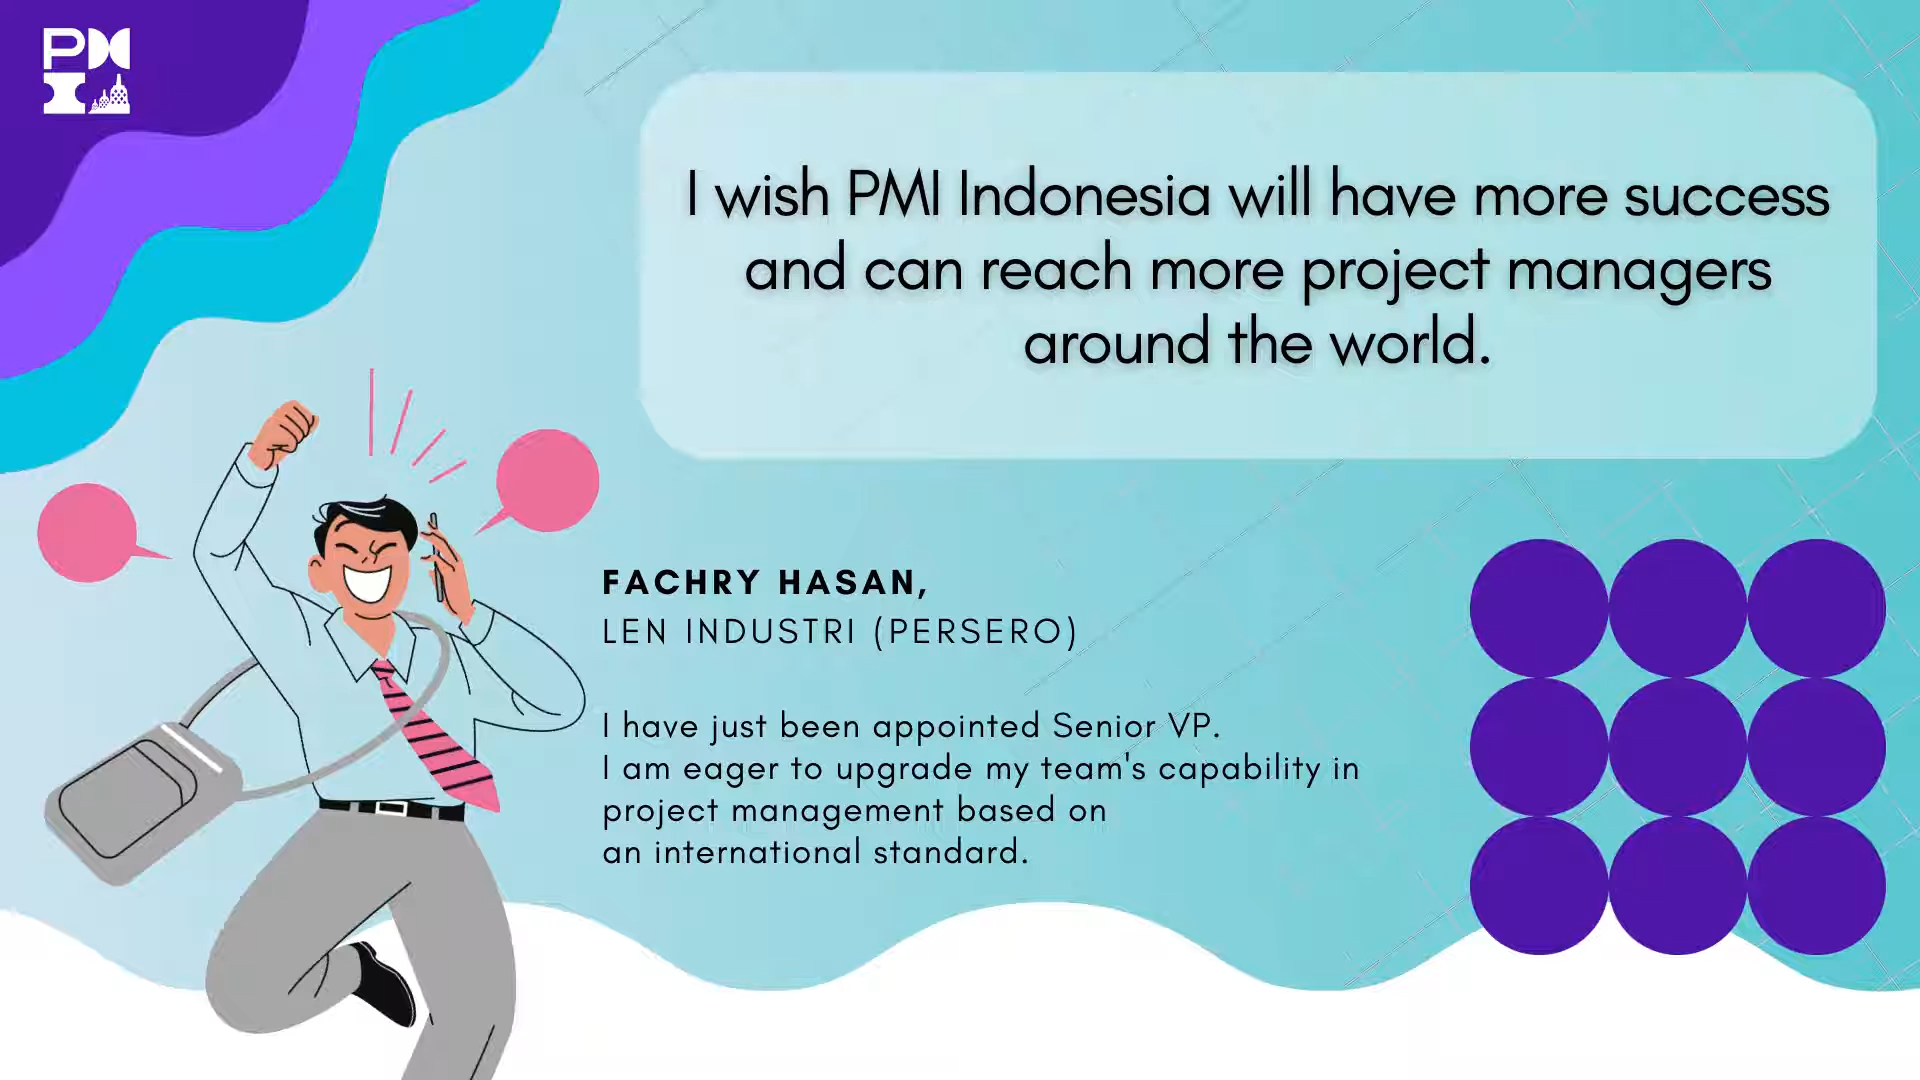 PMI
I wish PMI Indonesia will have more success
and can reach more project managers
around the world.
FACHRY HASAN,
LEN INDUSTRI (PERSERO)
I have just been appointed Senior VP.
I am eager to upgrade my team's capability in
project management based on
an international standard.